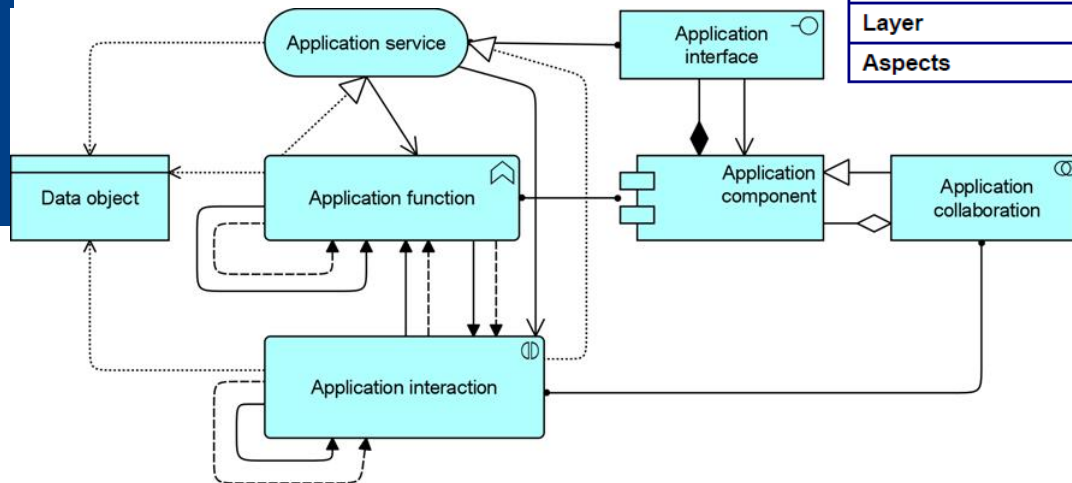 Application service
Application
interface
Layer
Aspects
Data object
Application function
Application
component
Application
collaboration
Application interaction